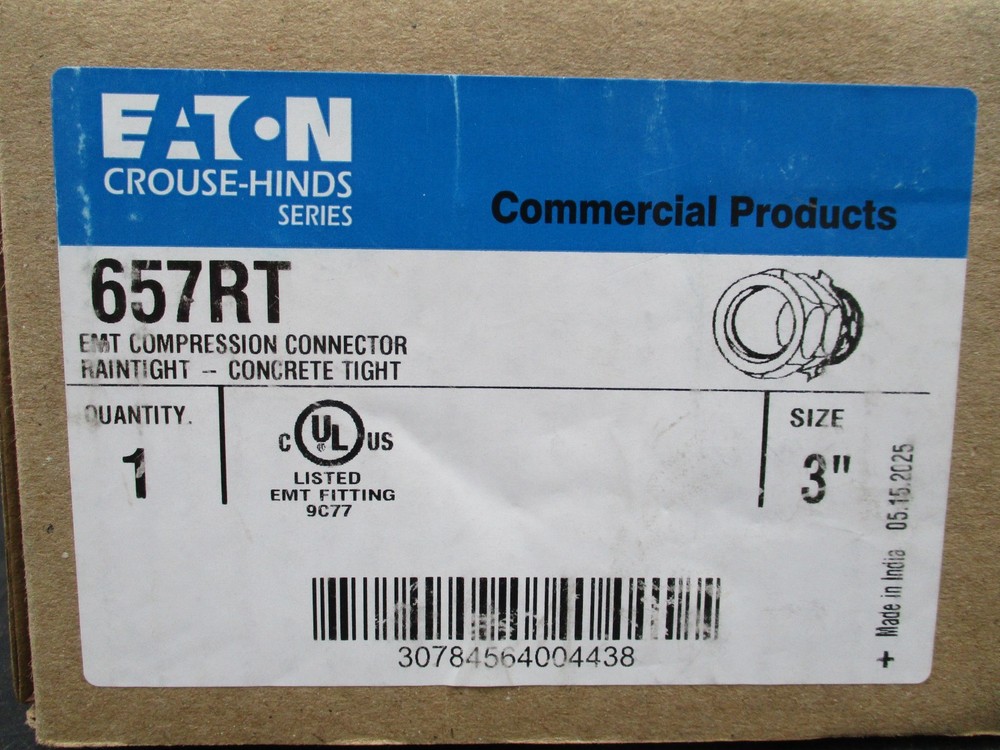 EATON
CROUSE-HINDS
SERIES
Commercial Products
657RT
EMT COMPRESSION CONNECTOR
RAINTIGHT -- CONCRETE TIGHT
QUANTITY.
1
C UL US
LISTED
EMT FITTING
9C77
SIZE
3"
+ Made in India 05.15.2025
30784564004438